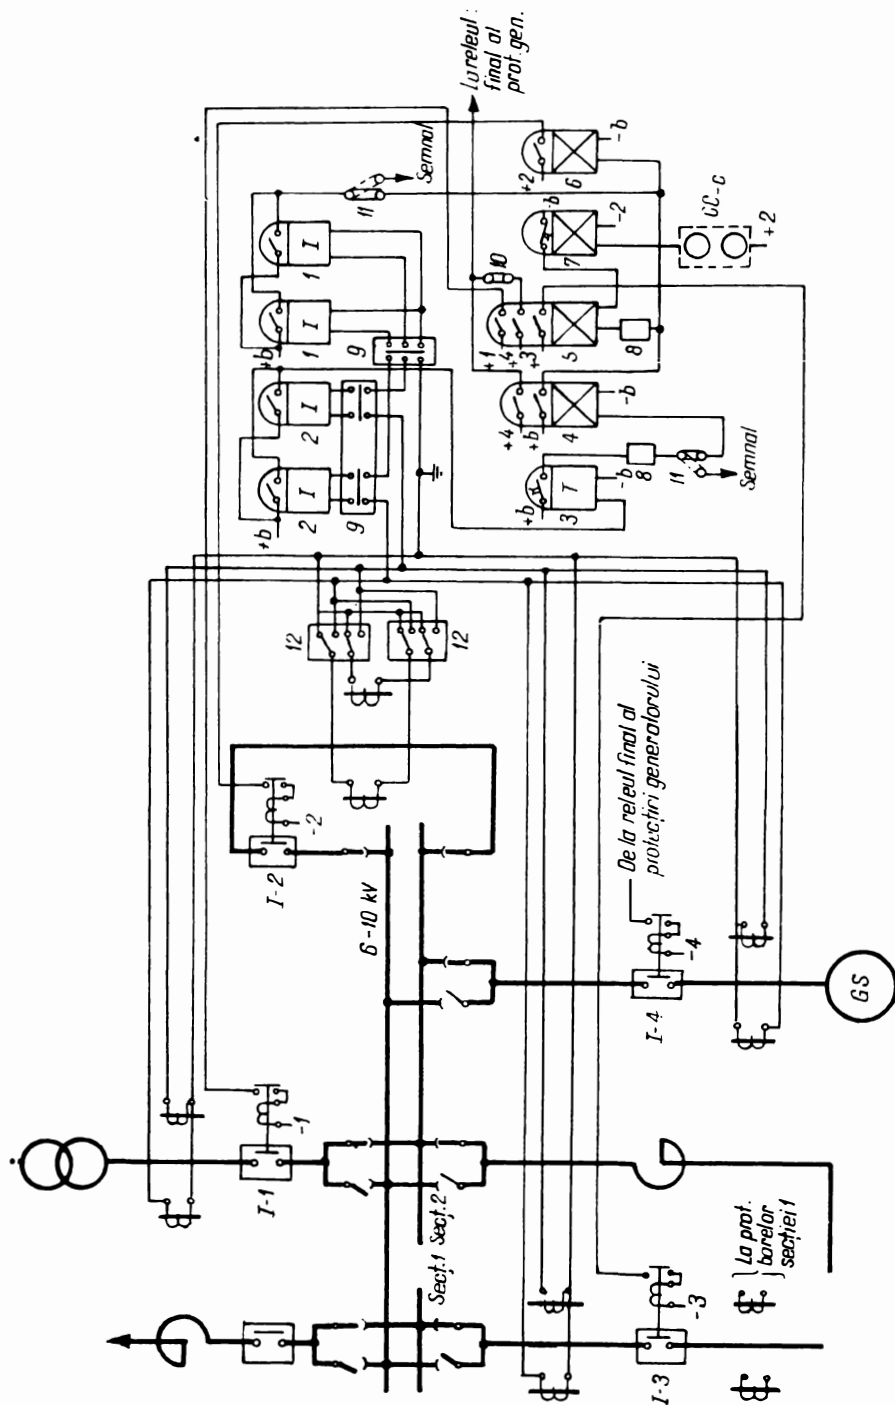 La releul
final al
prot.gen.
Semnal
+b
1
I
1
I
11
+b
2
I
2
I
9
9
+2
-b
6
-b
-2
7
10
CC-C
+2
+1
+4
+3
5
8
+4
+b
-b
4
+b
T
-b
3
8
11
Semnal
12
12
-2
I-2
6-10 kV
De la releul final al
protecțiri generatorului
-4
I-4
GS
-1
I-1
Sect.1 Sect.2
-3
I-3
La prot.
barelor
secției 1